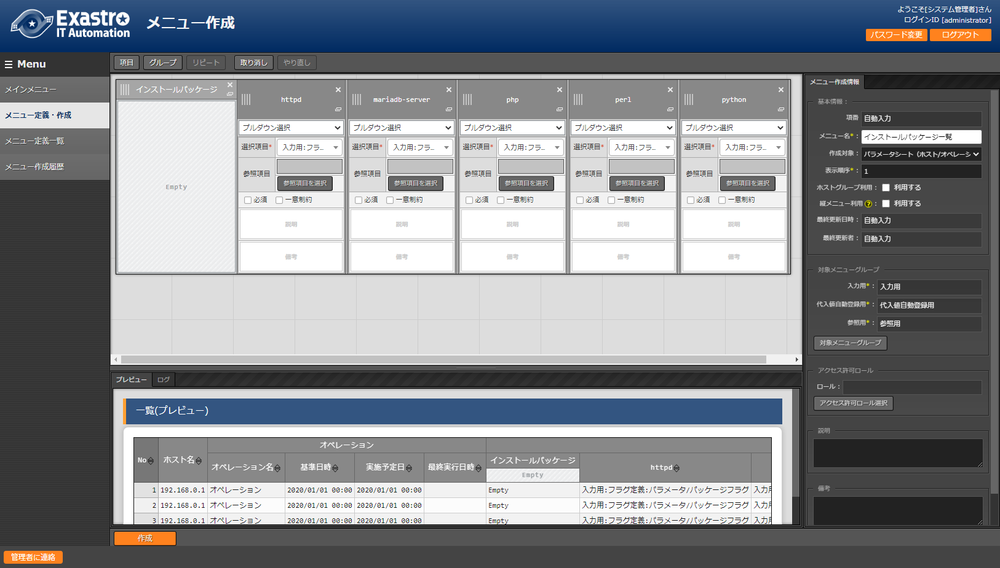 Exastro
IT Automation
メニュー作成
ようこそ[システム管理者]さん
ログインID [administrator]
パスワード変更 ログアウト
Menu
メインメニュー
メニュー定義・作成
メニュー定義一覧
メニュー作成履歴
項目 グループ リピート 取り消し やり直し
インストールパッケージ httpd mariadb-server php perl python
プルダウン選択 プルダウン選択 プルダウン選択 プルダウン選択 プルダウン選択
選択項目* 入力用:フラ... 選択項目* 入力用:フラ... 選択項目* 入力用:フラ... 選択項目* 入力用:フラ... 選択項目* 入力用:フラ...
参照項目 参照項目 参照項目 参照項目 参照項目
参照項目を選択 参照項目を選択 参照項目を選択 参照項目を選択 参照項目を選択
Empty
必須 一意制約 必須 一意制約 必須 一意制約 必須 一意制約 必須 一意制約
説明 説明 説明 説明 説明
備考 備考 備考 備考 備考
メニュー作成情報
基本情報:
項番 自動入力
メニュー名*: インストールパッケージ一覧
作成対象: パラメータシート (ホスト/オペレーシ
表示順序*: 1
ホストグループ利用: 利用する
縦メニュー利用?: 利用する
最終更新日時: 自動入力
最終更新者: 自動入力
対象メニューグループ
入力用*: 入力用
代入値自動登録用*: 代入値自動登録用
参照用*: 参照用
対象メニューグループ
アクセス許可ロール
ロール:
アクセス許可ロール選択
説明
備考
プレビュー ログ
一覧(プレビュー)
オペレーション
No ホスト名 オペレーション名 基準日時 実施予定日 最終実行日時 インストールパッケージ httpd
Empty
1 192.168.0.1 オペレーション 2020/01/01 00:00 2020/01/01 00:00 Empty 入力用:フラグ定義:パラメータ/パッケージフラグ 入力用
2 192.168.0.1 オペレーション 2020/01/01 00:00 2020/01/01 00:00 Empty 入力用:フラグ定義:パラメータ/パッケージフラグ 入力用
3 192.168.0.1 オペレーション 2020/01/01 00:00 2020/01/01 00:00 Empty 入力用:フラグ定義:パラメータ/パッケージフラグ 入力用
作成
管理者に連絡